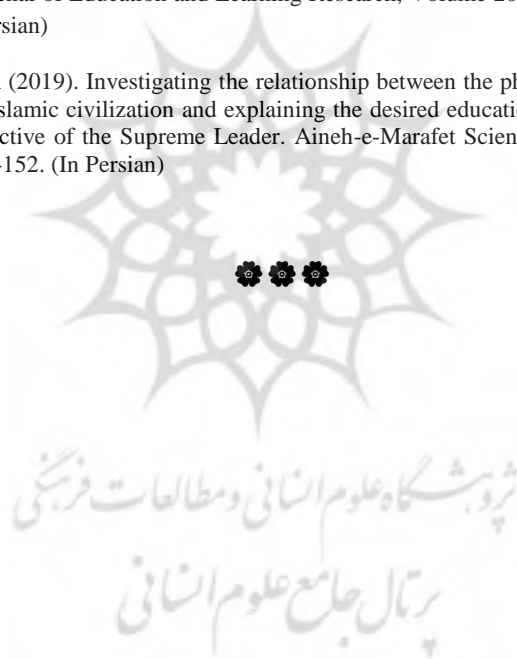 nal of Education and Learning Research, Volume 20
rsian)
(2019). Investigating the relationship between the ph
slamic civilization and explaining the desired educatio
ctive of the Supreme Leader. Aineh-e-Marafet Scien
-152. (In Persian)
پژوهشگاه علوم انسانی و مطالعات فرهنگی
پرتال جامع علوم انسانی